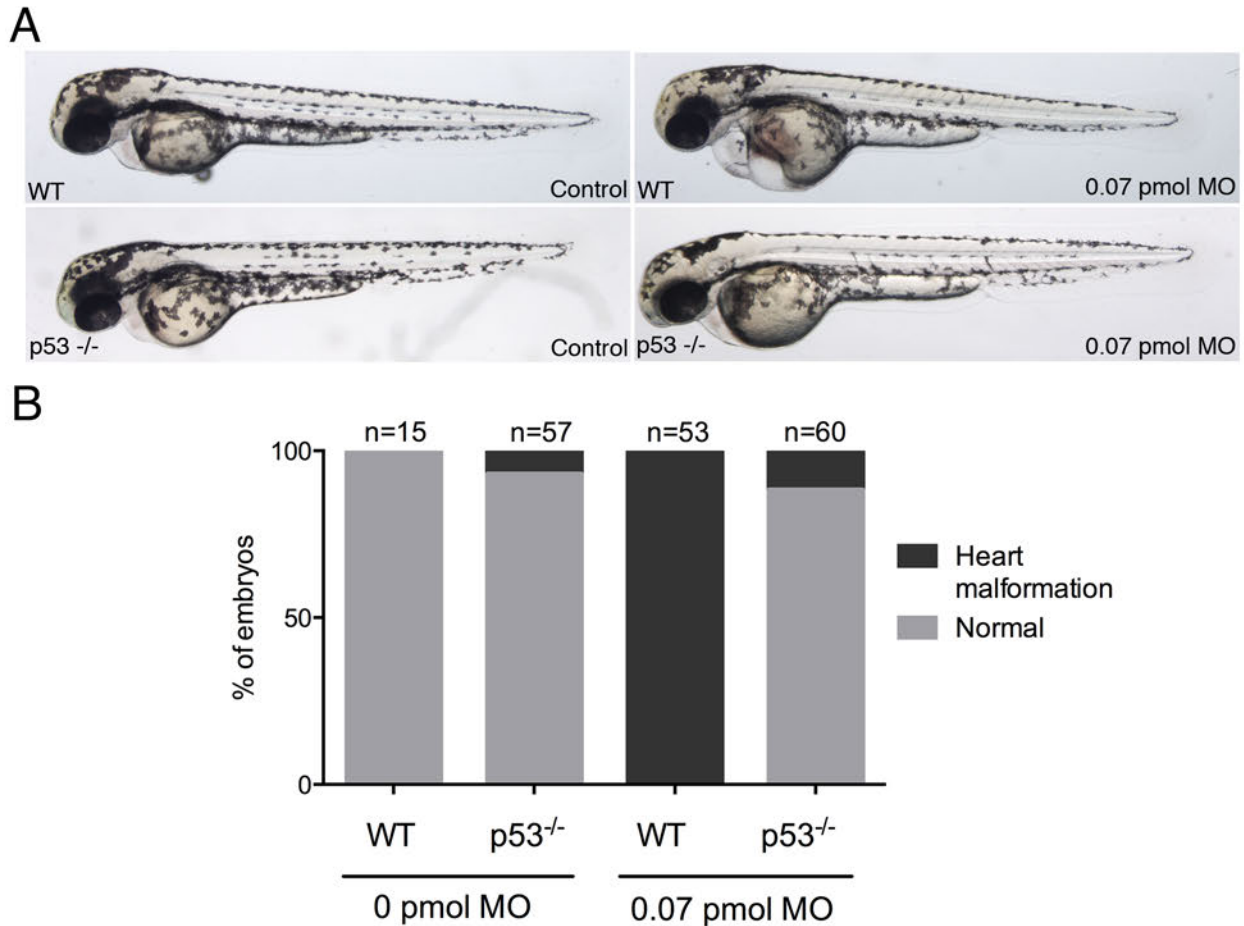 A
WT
Control
WT
0.07 pmol MO
p53 -/-
Control
p53 -/-
0.07 pmol MO
B
n=15 n=57 n=53 n=60
100
50
0
% of embryos
Heart
malformation
Normal
WT p53-/- WT p53-/-
0 pmol MO 0.07 pmol MO